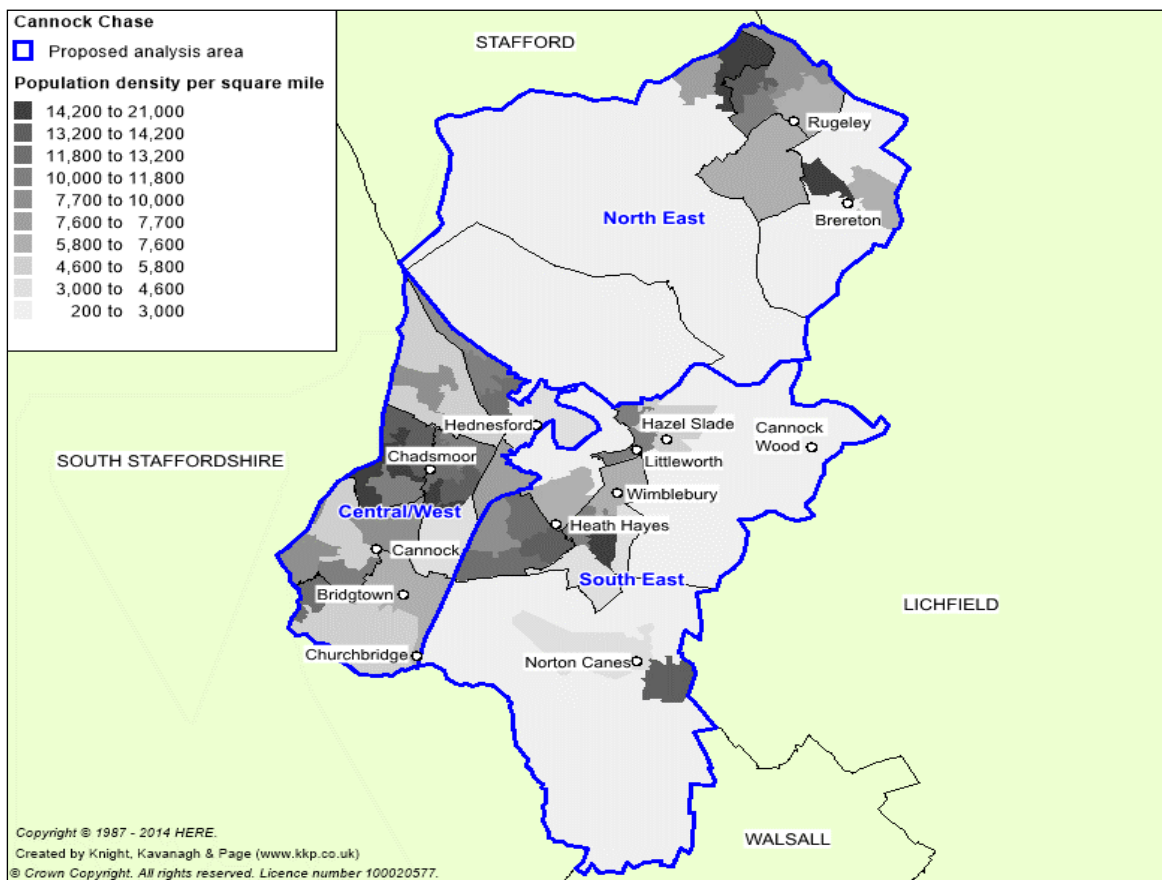 Cannock Chase
Proposed analysis area
Population density per square mile
14,200 to 21,000
13,200 to 14,200
11,800 to 13,200
10,000 to 11,800
7,700 to 10,000
7,600 to 7,700
5,800 to 7,600
4,600 to 5,800
3,000 to 4,600
200 to 3,000
STAFFORD
Rugeley
North East
Brereton
Hednesford
Hazel Slade
Cannock
Wood
Littleworth
SOUTH STAFFORDSHIRE
Chadsmoor
Wimblebury
Central/West
Heath Hayes
Cannock
South East
Bridgtown
LICHFIELD
Churchbridge
Norton Canes
WALSALL
Copyright © 1987 - 2014 HERE.
Created by Knight, Kavanagh & Page (www.kkp.co.uk)
© Crown Copyright. All rights reserved. Licence number 100020577.